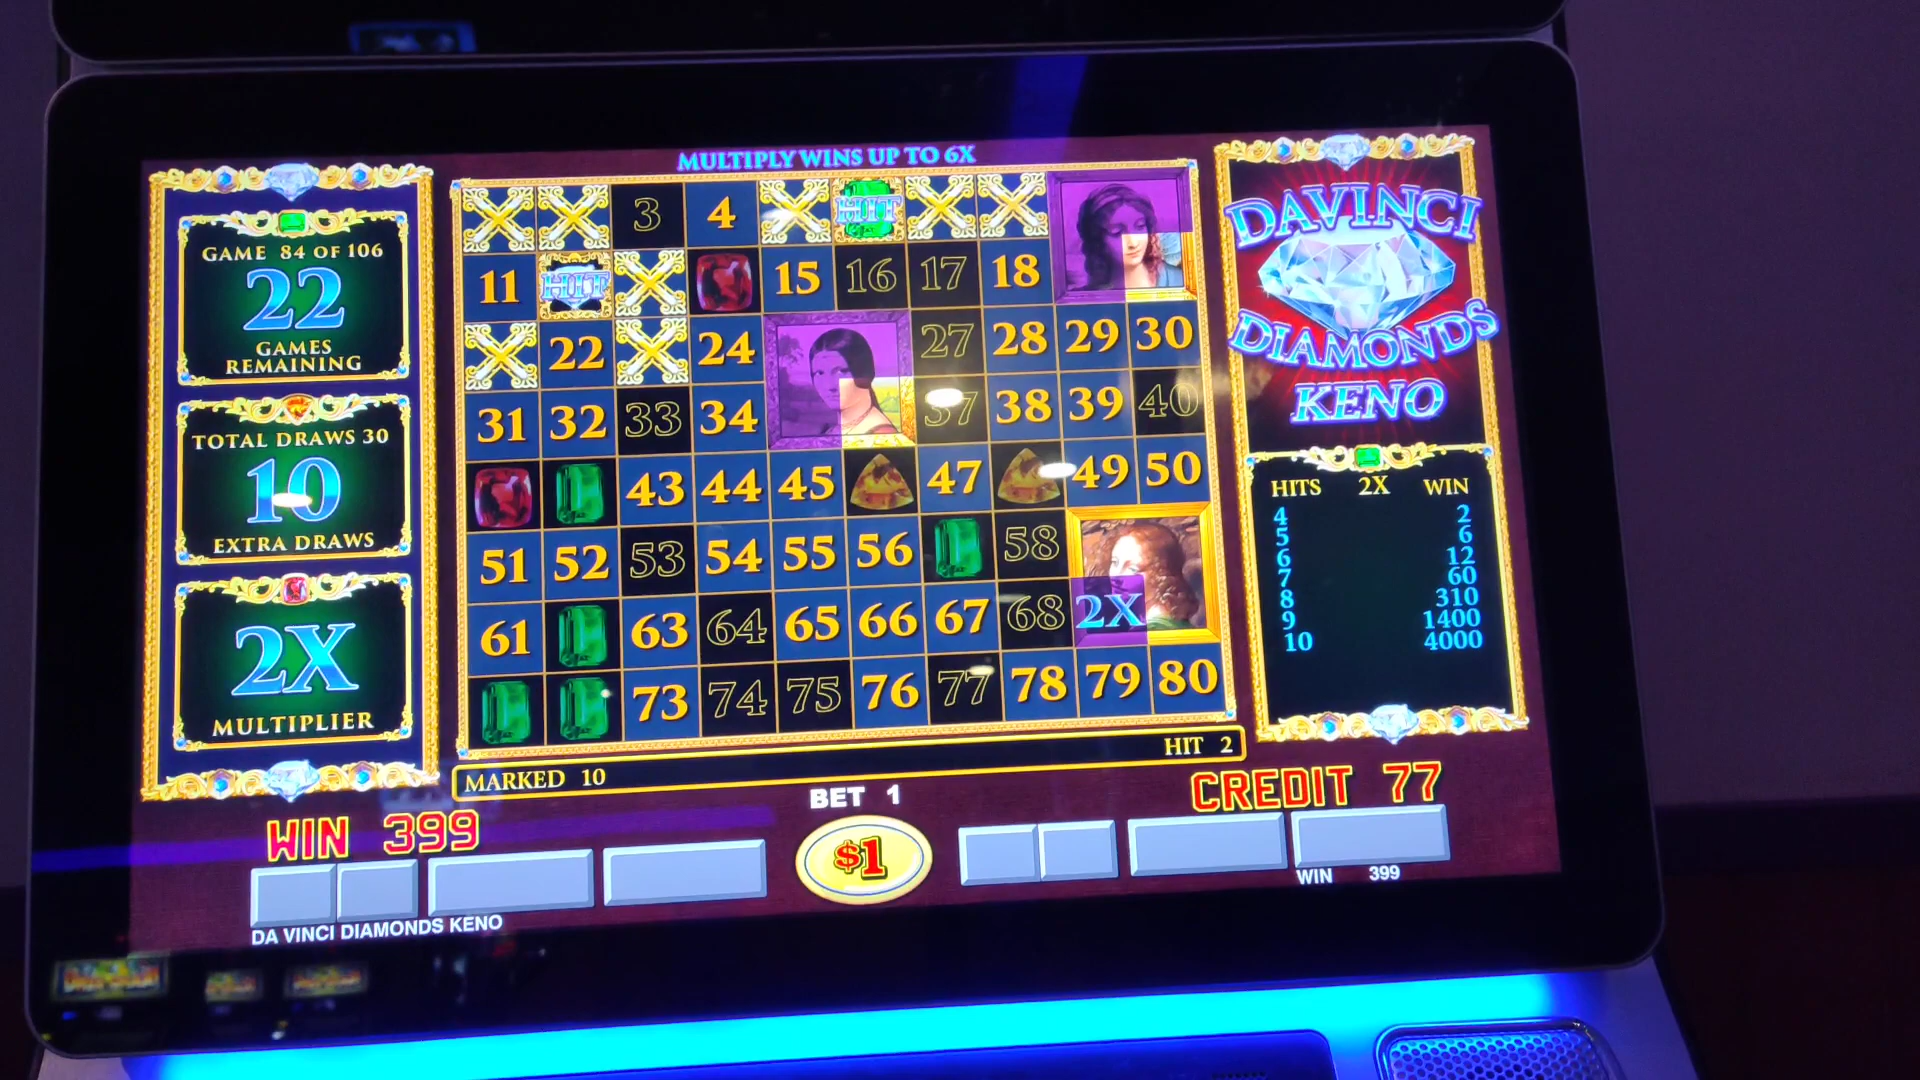 MULTIPLY WINS UP TO 6X
GAME 84 OF 106
22
GAMES
REMAINING
TOTAL DRAWS 30
10
EXTRA DRAWS
2X
MULTIPLIER
3 4 HIT
11 HIT 15 16 17 18
22 24 27 28 29 30
31 32 33 34 37 38 39 40
43 44 45 47 49 50
51 52 53 54 55 56 58
61 63 64 65 66 67 68 2X
73 74 75 76 77 78 79 80
MARKED 10
HIT 2
DAVINCI
DIAMONDS
KENO
HITS 2X WIN
4 2
5 6
6 12
7 60
8 310
9 1400
10 4000
WIN 399
BET 1
CREDIT 77
$1
WIN 399
DA VINCI DIAMONDS KENO